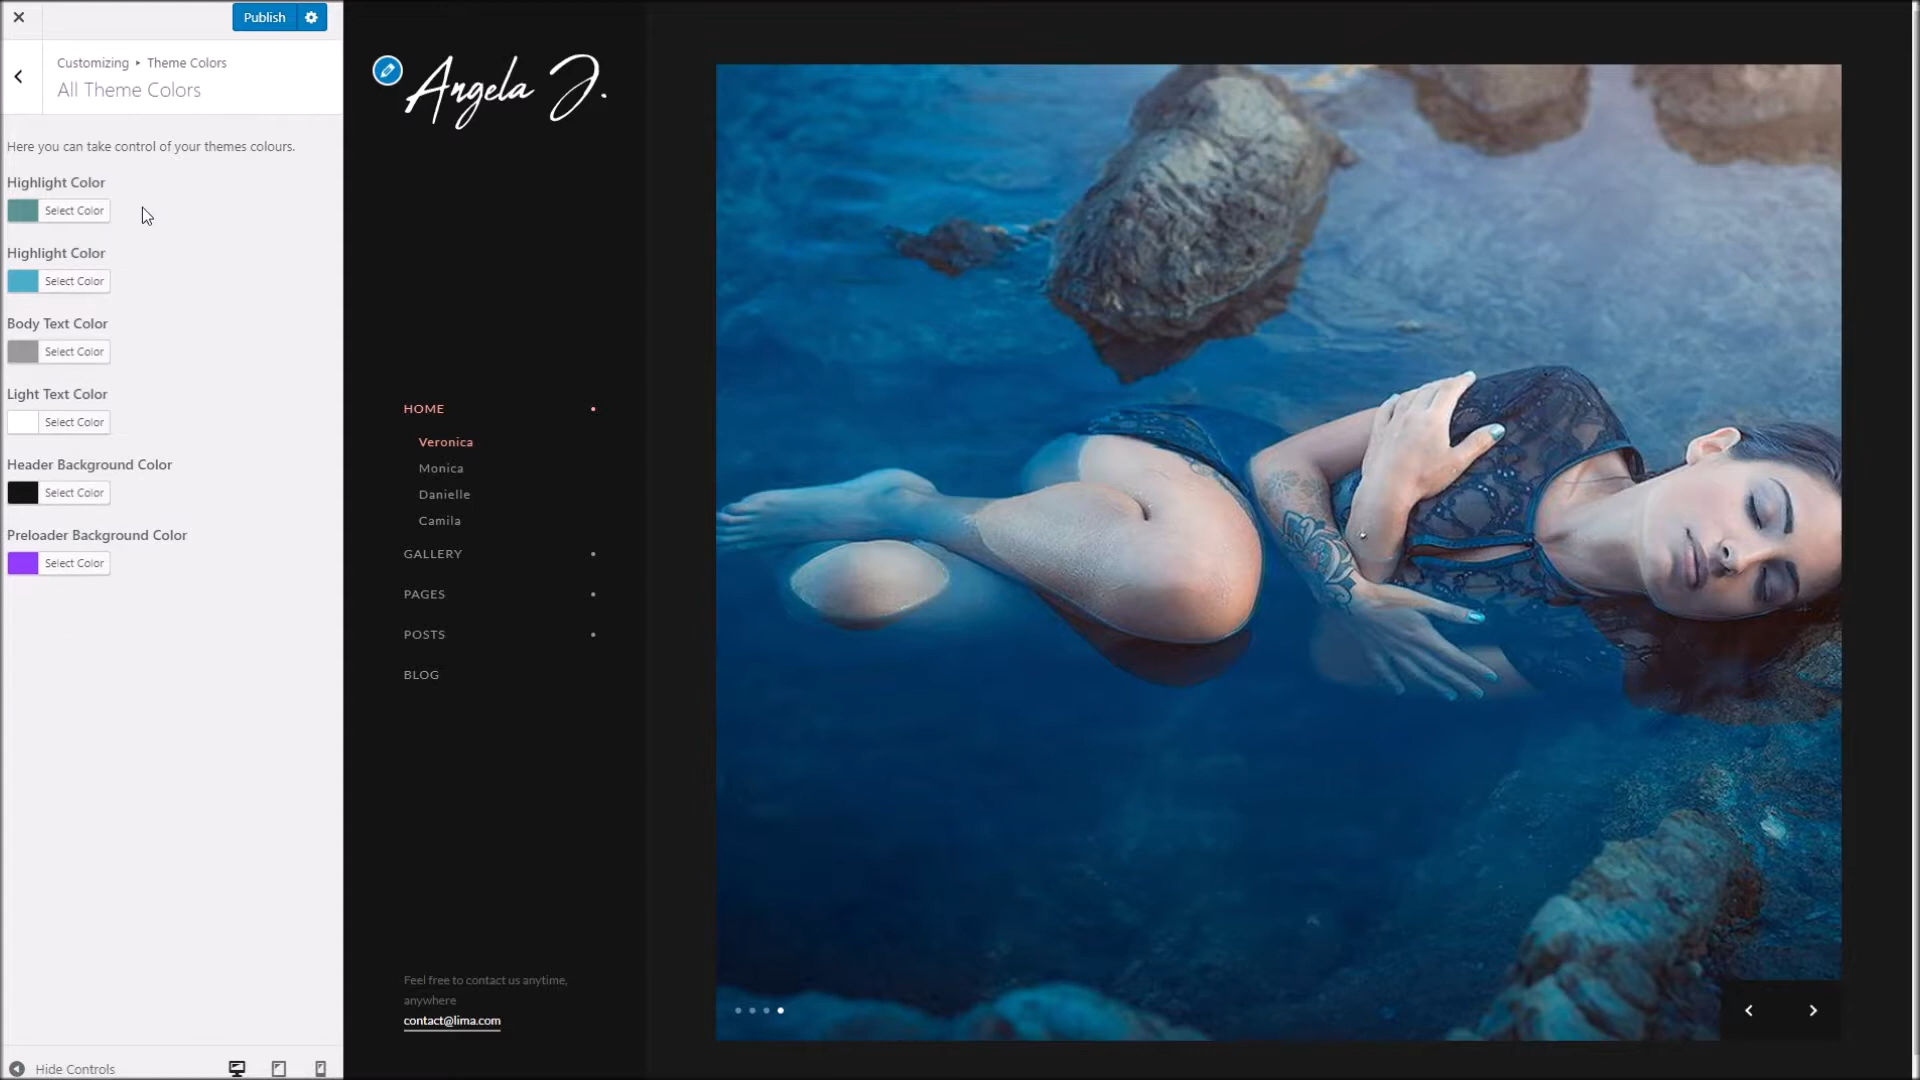 Publish
Customizing ▸ Theme Colors
All Theme Colors
Here you can take control of your themes colours.
Highlight Color
Select Color
Highlight Color
Select Color
Body Text Color
Select Color
Light Text Color
Select Color
Header Background Color
Select Color
Preloader Background Color
Select Color
Hide Controls
Angela J.
HOME
Veronica
Monica
Danielle
Camila
GALLERY
PAGES
POSTS
BLOG
Feel free to contact us anytime,
anywhere
contact@lima.com